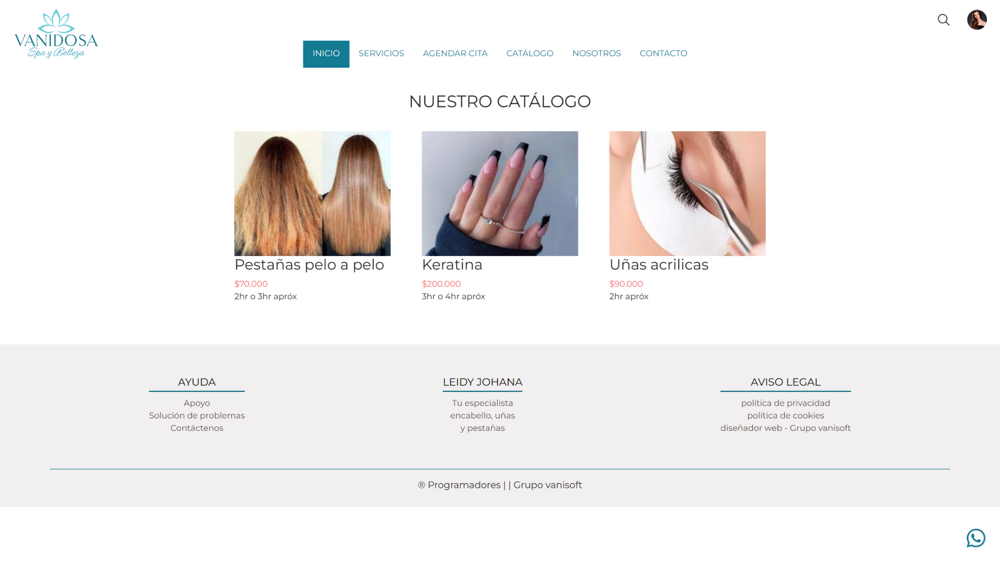 VANIDOSA
Spa y Belleza
INICIO SERVICIOS AGENDAR CITA CATÁLOGO NOSOTROS CONTACTO
NUESTRO CATÁLOGO
Pestañas pelo a pelo
$70.000
2hr o 3hr apróx
Keratina
$200.000
3hr o 4hr apróx
Uñas acrilicas
$90.000
2hr apróx
AYUDA
Apoyo
Solución de problemas
Contáctenos
LEIDY JOHANA
Tu especialista
encabello, uñas
y pestañas
AVISO LEGAL
política de privacidad
política de cookies
diseñador web - Grupo vanisoft
® Programadores | | Grupo vanisoft